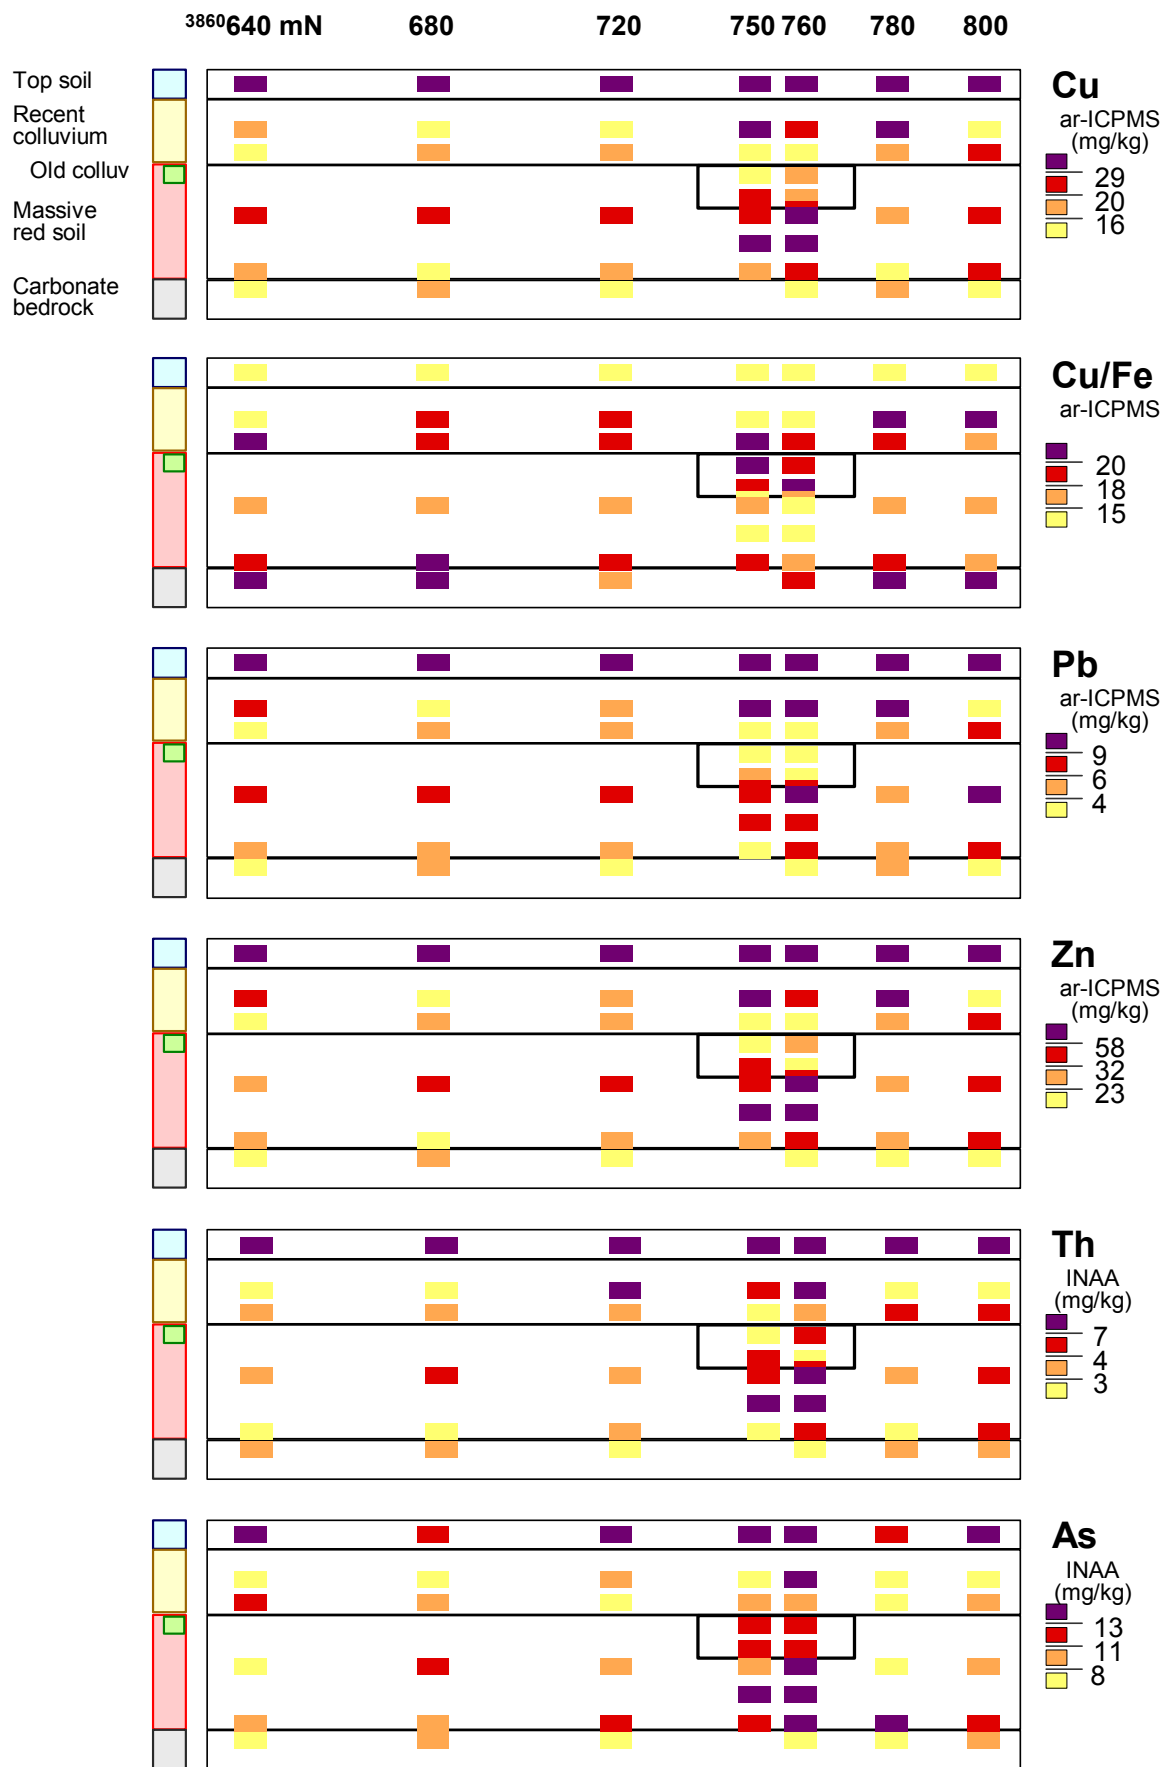 3860640 mN 680 720 750 760 780 800
Top soil
Recent
colluvium
Old colluv
Massive
red soil
Carbonate
bedrock
Cu
ar-ICPMS
(mg/kg)
29
20
16
Cu/Fe
ar-ICPMS
20
18
15
Pb
ar-ICPMS
(mg/kg)
9
6
4
Zn
ar-ICPMS
(mg/kg)
58
32
23
Th
INAA
(mg/kg)
7
4
3
As
INAA
(mg/kg)
13
11
8